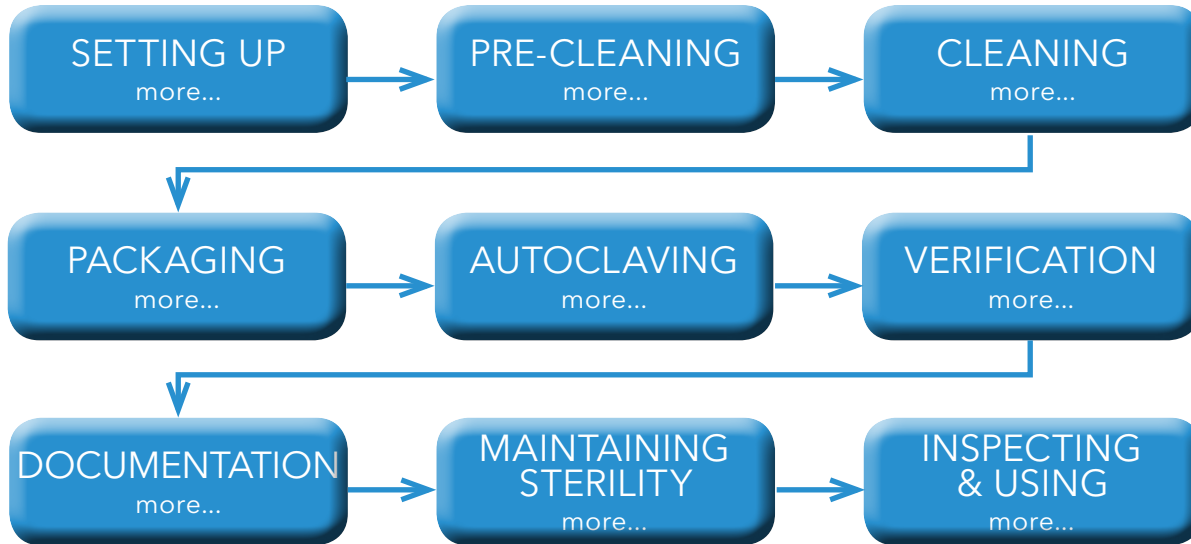 SETTING UP
more...
PRE-CLEANING
more...
CLEANING
more...
PACKAGING
more...
AUTOCLAVING
more...
VERIFICATION
more...
DOCUMENTATION
more...
MAINTAINING
STERILITY
more...
INSPECTING
& USING
more...